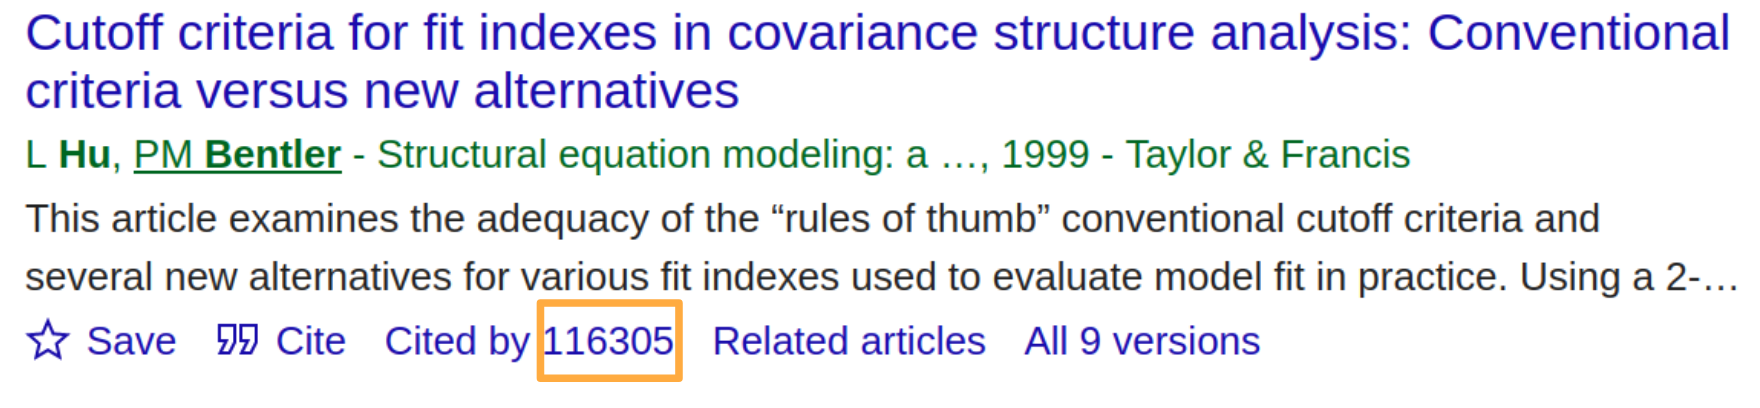 Cutoff criteria for fit indexes in covariance structure analysis: Conventional
criteria versus new alternatives
L Hu, PM Bentler - Structural equation modeling: a …, 1999 - Taylor & Francis
This article examines the adequacy of the “rules of thumb” conventional cutoff criteria and
several new alternatives for various fit indexes used to evaluate model fit in practice. Using a 2-…
Save Cite Cited by 116305 Related articles All 9 versions